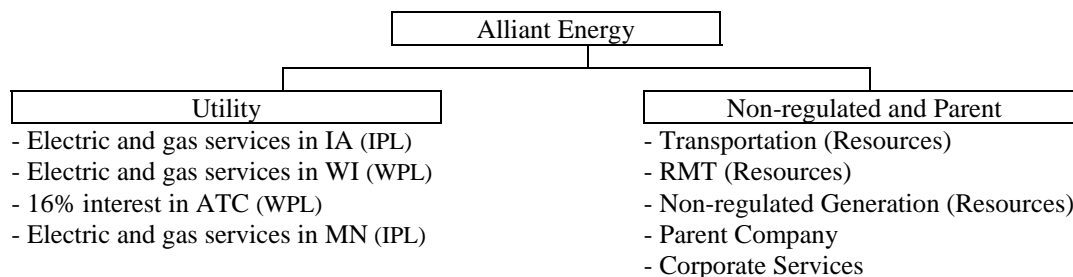 Alliant Energy
Utility
- Electric and gas services in IA (IPL)
- Electric and gas services in WI (WPL)
- 16% interest in ATC (WPL)
- Electric and gas services in MN (IPL)
Non-regulated and Parent
- Transportation (Resources)
- RMT (Resources)
- Non-regulated Generation (Resources)
- Parent Company
- Corporate Services